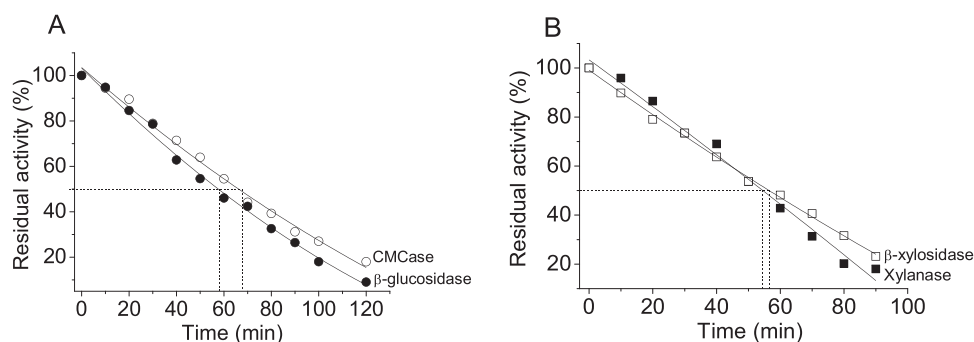 A
Residual activity (%)
100
80
60
40
20
0 20 40 60 80 100 120
Time (min)
CMCase
β-glucosidase
B
Residual activity (%)
100
80
60
40
20
0 20 40 60 80 100
Time (min)
β-xylosidase
Xylanase